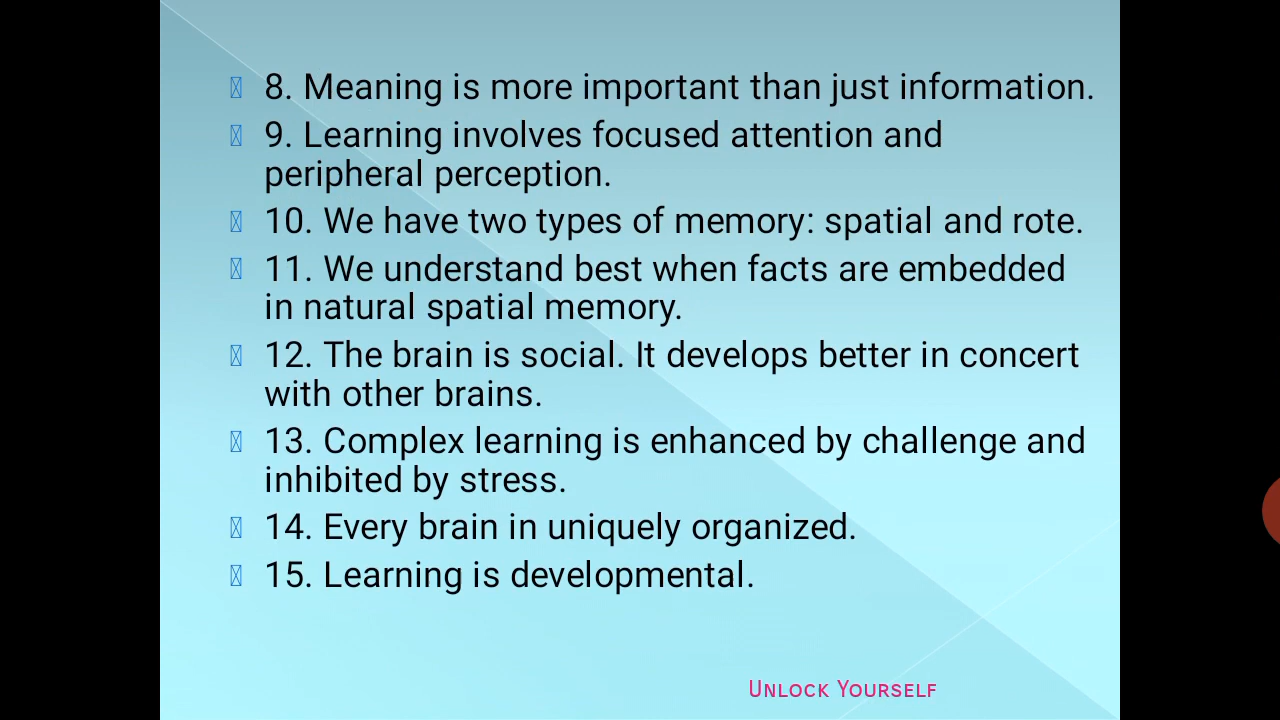 8. Meaning is more important than just information.
9. Learning involves focused attention and
peripheral perception.
10. We have two types of memory: spatial and rote.
11. We understand best when facts are embedded
in natural spatial memory.
12. The brain is social. It develops better in concert
with other brains.
13. Complex learning is enhanced by challenge and
inhibited by stress.
14. Every brain in uniquely organized.
15. Learning is developmental.
Unlock Yourself